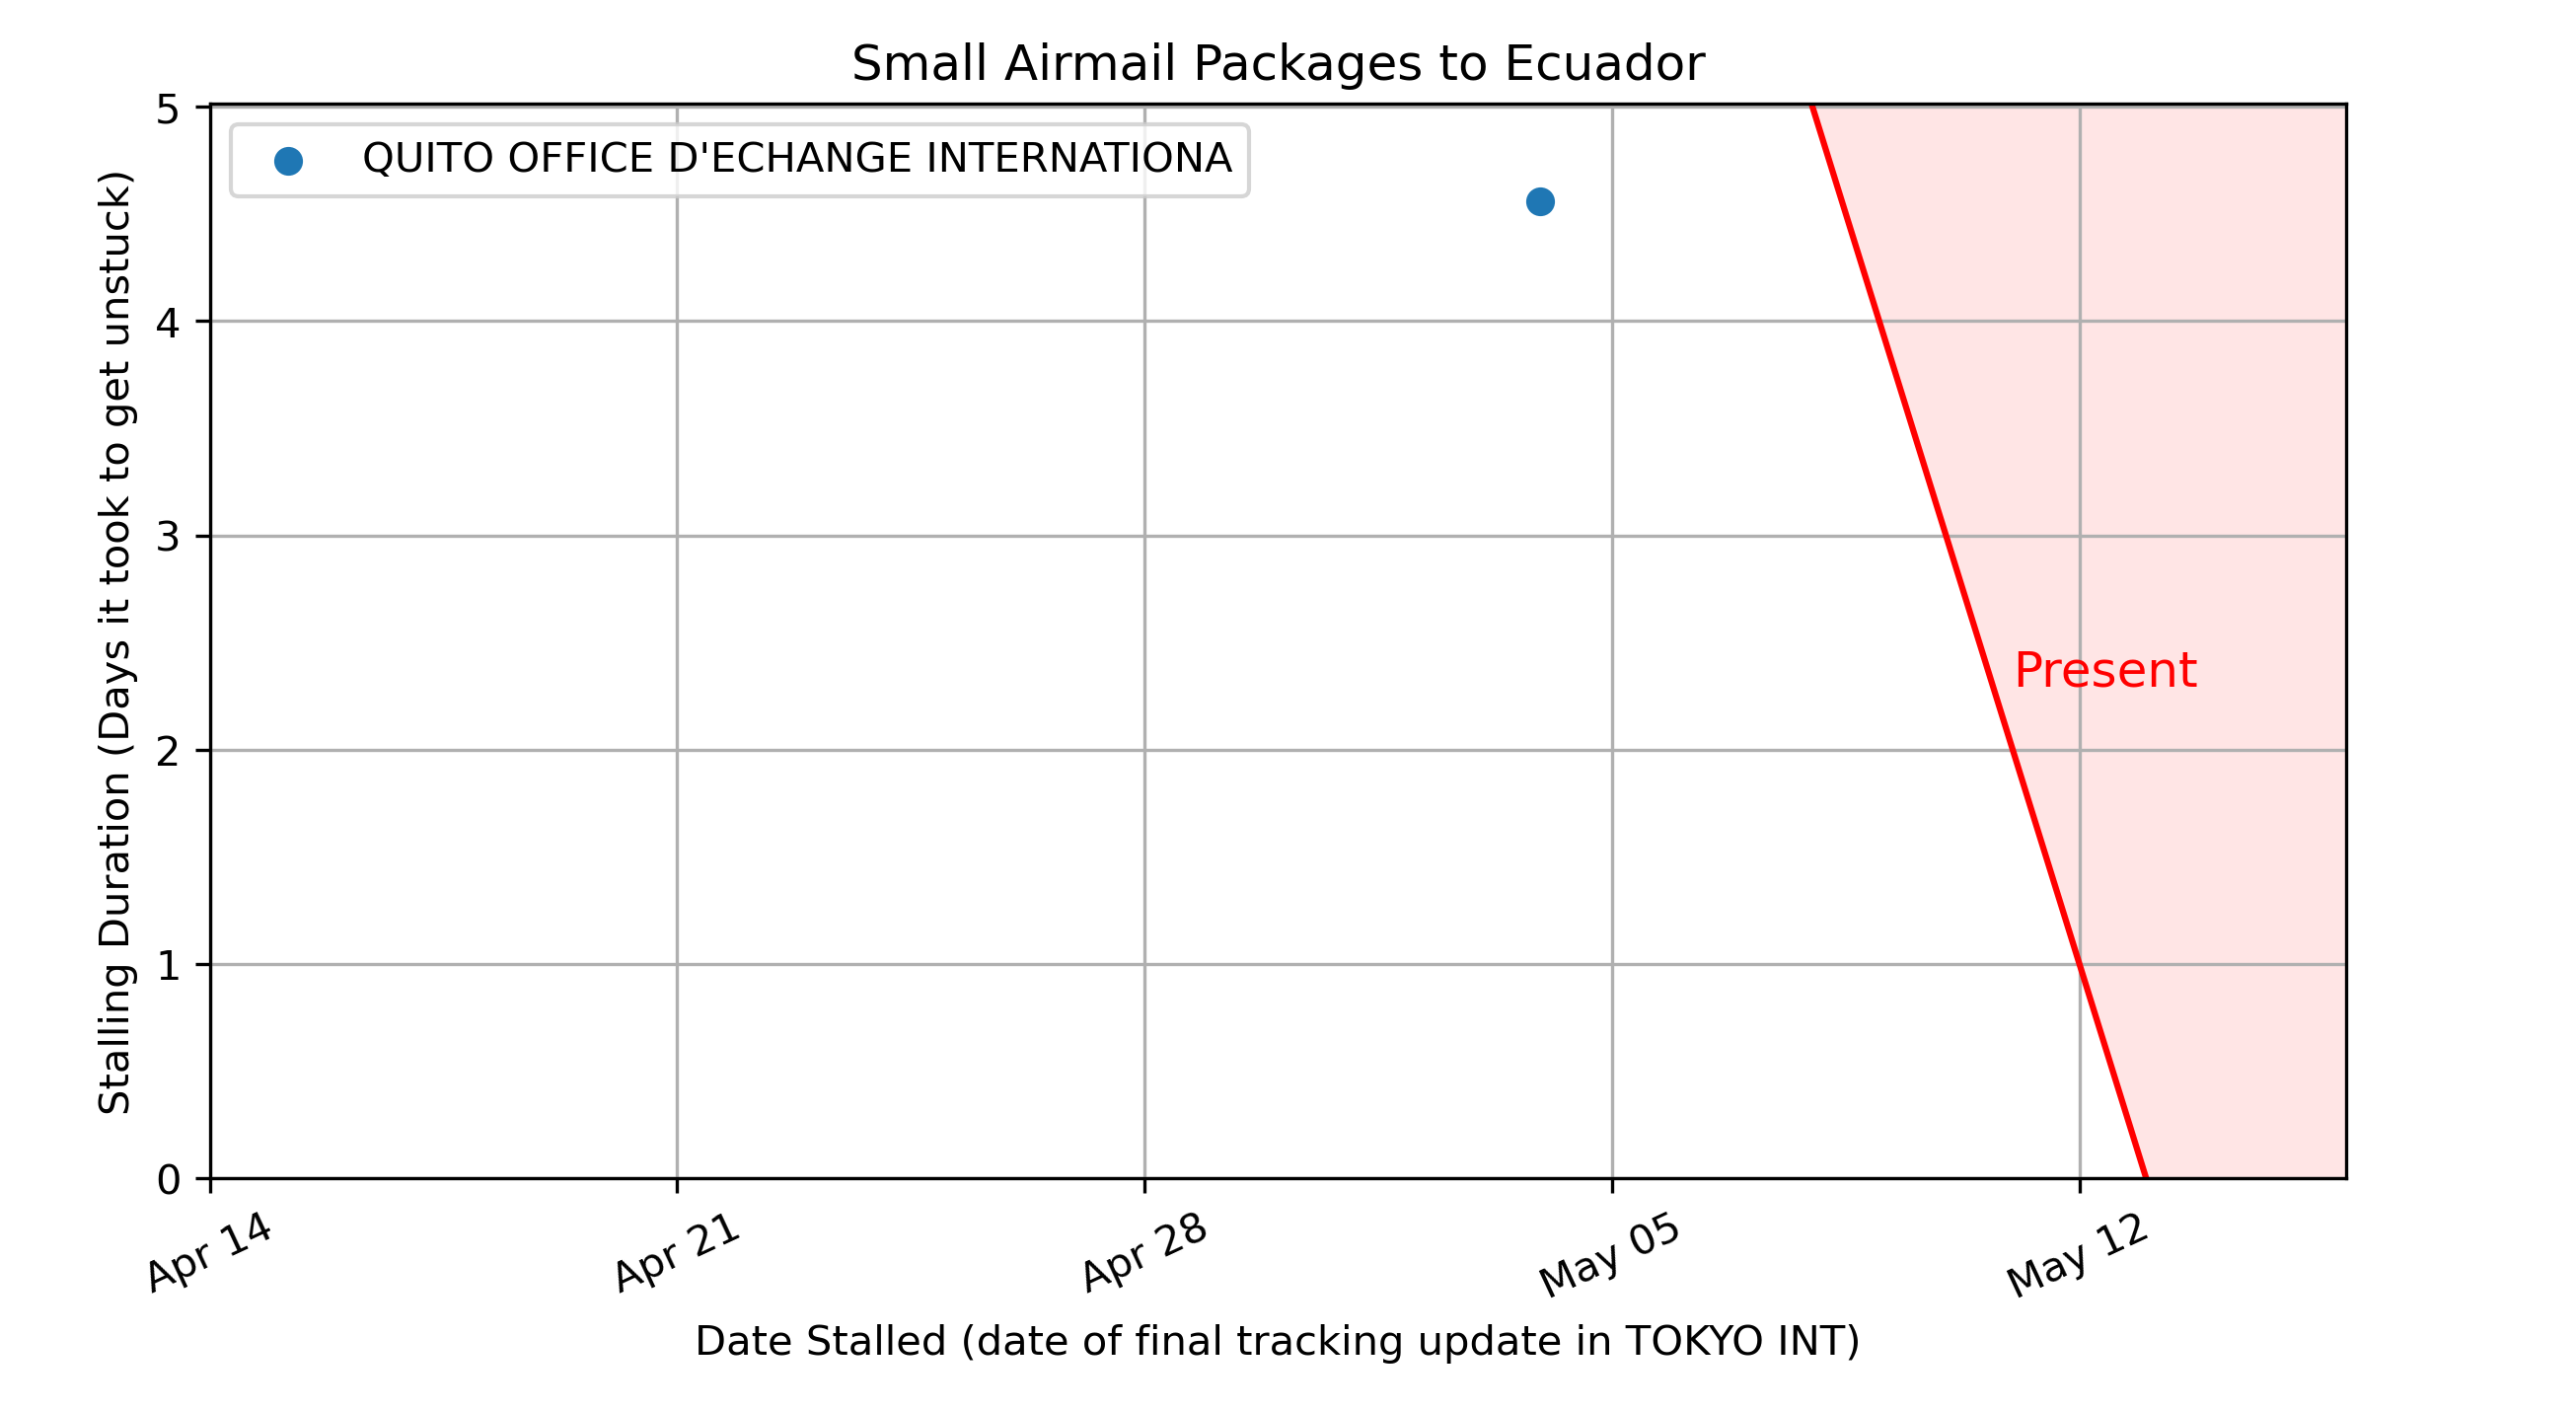 Small Airmail Packages to Ecuador
QUITO OFFICE D'ECHANGE INTERNATIONA
Stalling Duration (Days it took to get unstuck)
5
4
3
2
1
0
Present
Apr 14
Apr 21
Apr 28
May 05
May 12
Date Stalled (date of final tracking update in TOKYO INT)